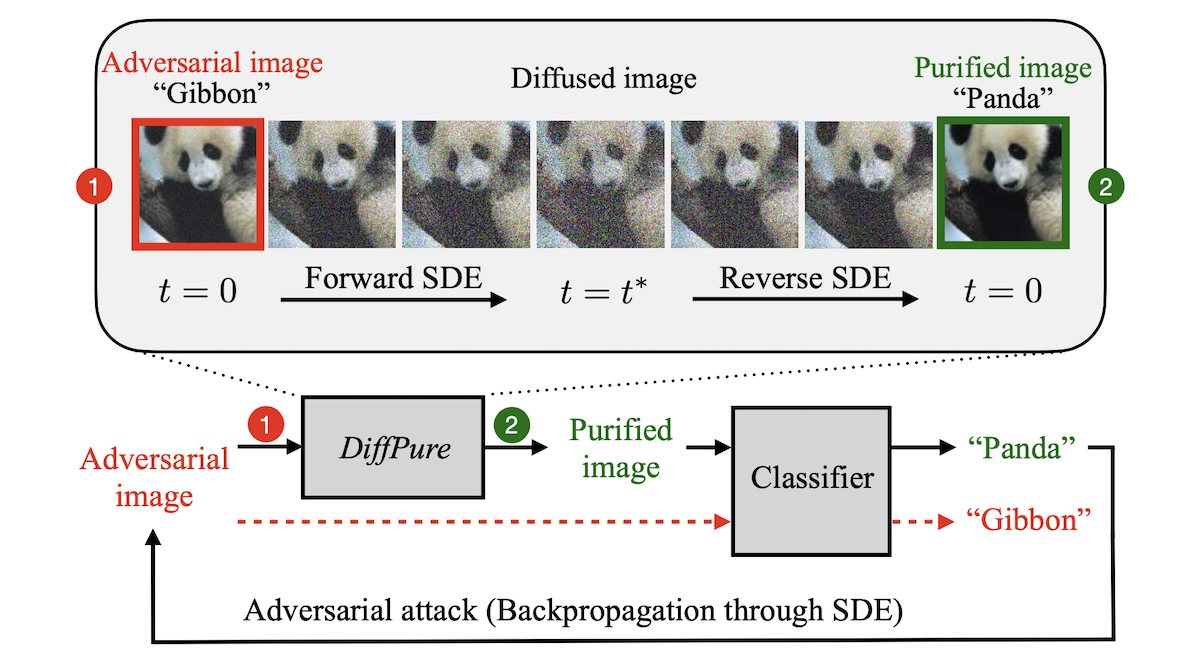 Adversarial image
“Gibbon”
Diffused image
Purified image
“Panda”
1
2
t = 0
Forward SDE
t = t*
Reverse SDE
t = 0
1
DiffPure
2
Purified
image
Classifier
“Panda”
Adversarial
image
“Gibbon”
Adversarial attack (Backpropagation through SDE)